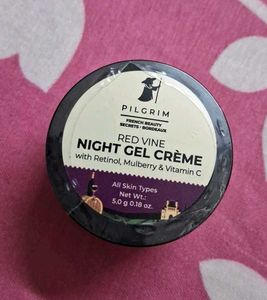 PILGRIM
FRENCH BEAUTY
SECRETS · BORDEAUX
RED VINE
NIGHT GEL CRÈME
with Retinol, Mulberry & Vitamin C
All Skin Types
Net Wt.:
5.0 g 0.18 oz.